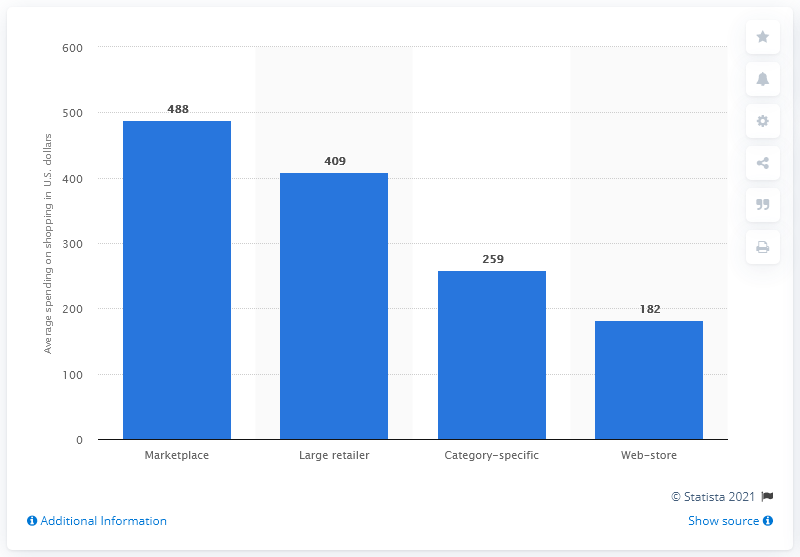 Average spending on shopping in U.S. dollars
600
500
400
300
200
100
0
488
409
259
182
Marketplace
Large retailer
Category-specific
Web-store
© Statista 2021
Additional Information
Show source